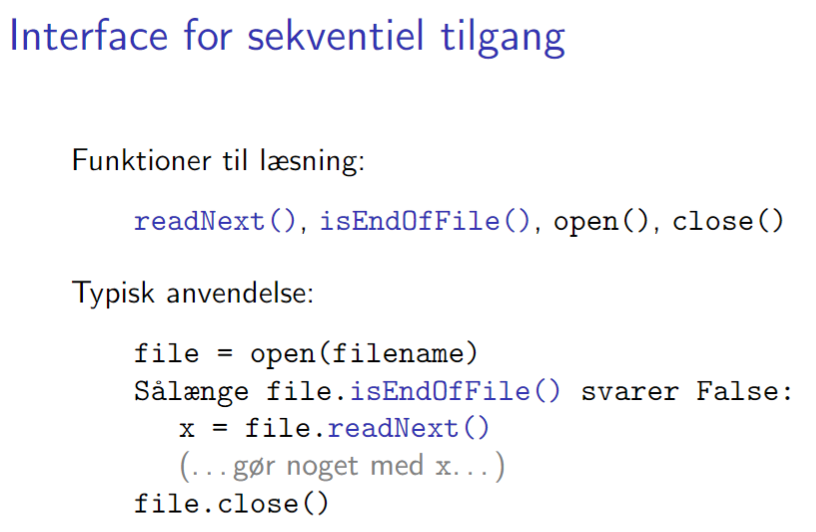 Interface for sekventiel tilgang
Funktioner til læsning:
readNext(), isEndOfFile(), open(), close()
Typisk anvendelse:
file = open(filename)
Sålænge file.isEndOfFile() svarer False:
x = file.readNext()
(...gør noget med x...)
file.close()